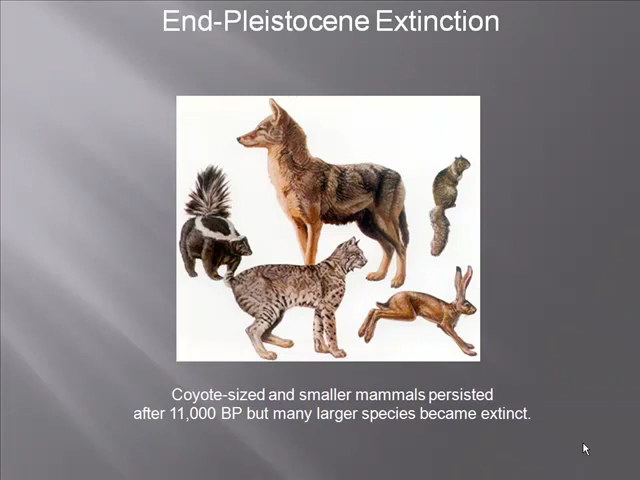 End-Pleistocene Extinction
Coyote-sized and smaller mammals persisted
after 11,000 BP but many larger species became extinct.